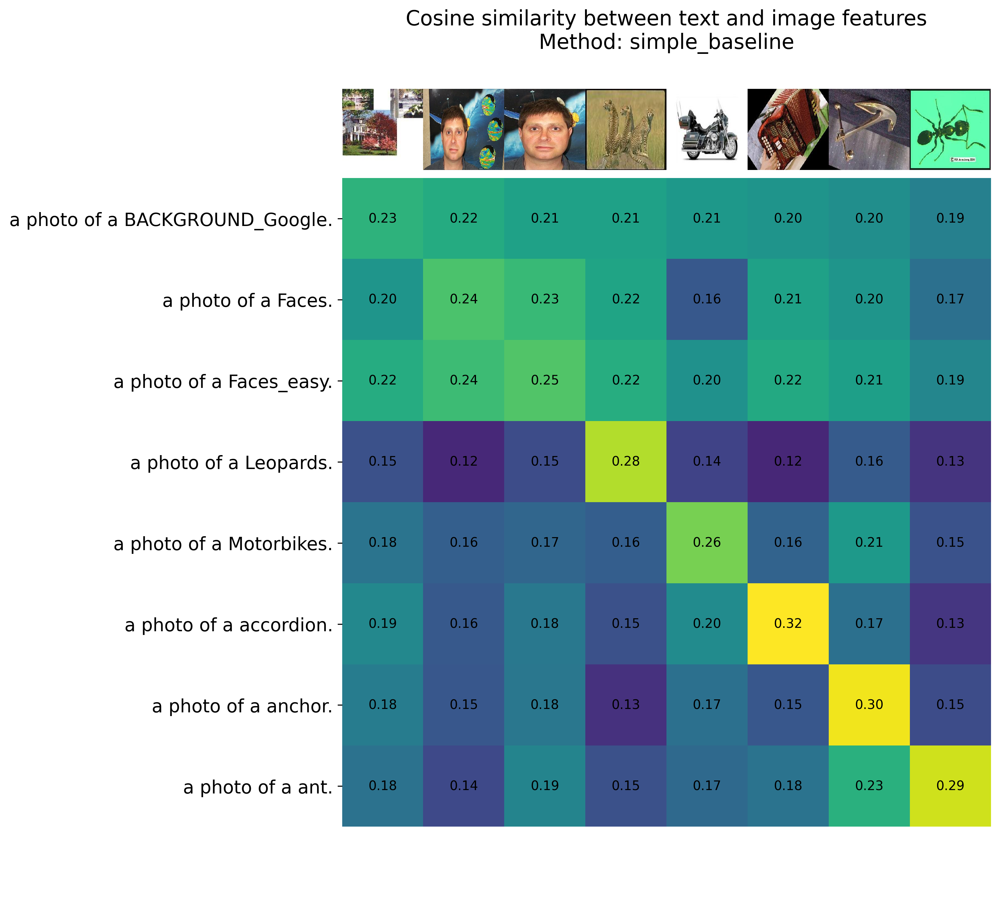 Cosine similarity between text and image features
Method: simple_baseline
a photo of a BACKGROUND_Google. 0.23 0.22 0.21 0.21 0.21 0.20 0.20 0.19
a photo of a Faces. 0.20 0.24 0.23 0.22 0.16 0.21 0.20 0.17
a photo of a Faces_easy. 0.22 0.24 0.25 0.22 0.20 0.22 0.21 0.19
a photo of a Leopards. 0.15 0.12 0.15 0.28 0.14 0.12 0.16 0.13
a photo of a Motorbikes. 0.18 0.16 0.17 0.16 0.26 0.16 0.21 0.15
a photo of a accordion. 0.19 0.16 0.18 0.15 0.20 0.32 0.17 0.13
a photo of a anchor. 0.18 0.15 0.18 0.13 0.17 0.15 0.30 0.15
a photo of a ant. 0.18 0.14 0.19 0.15 0.17 0.18 0.23 0.29